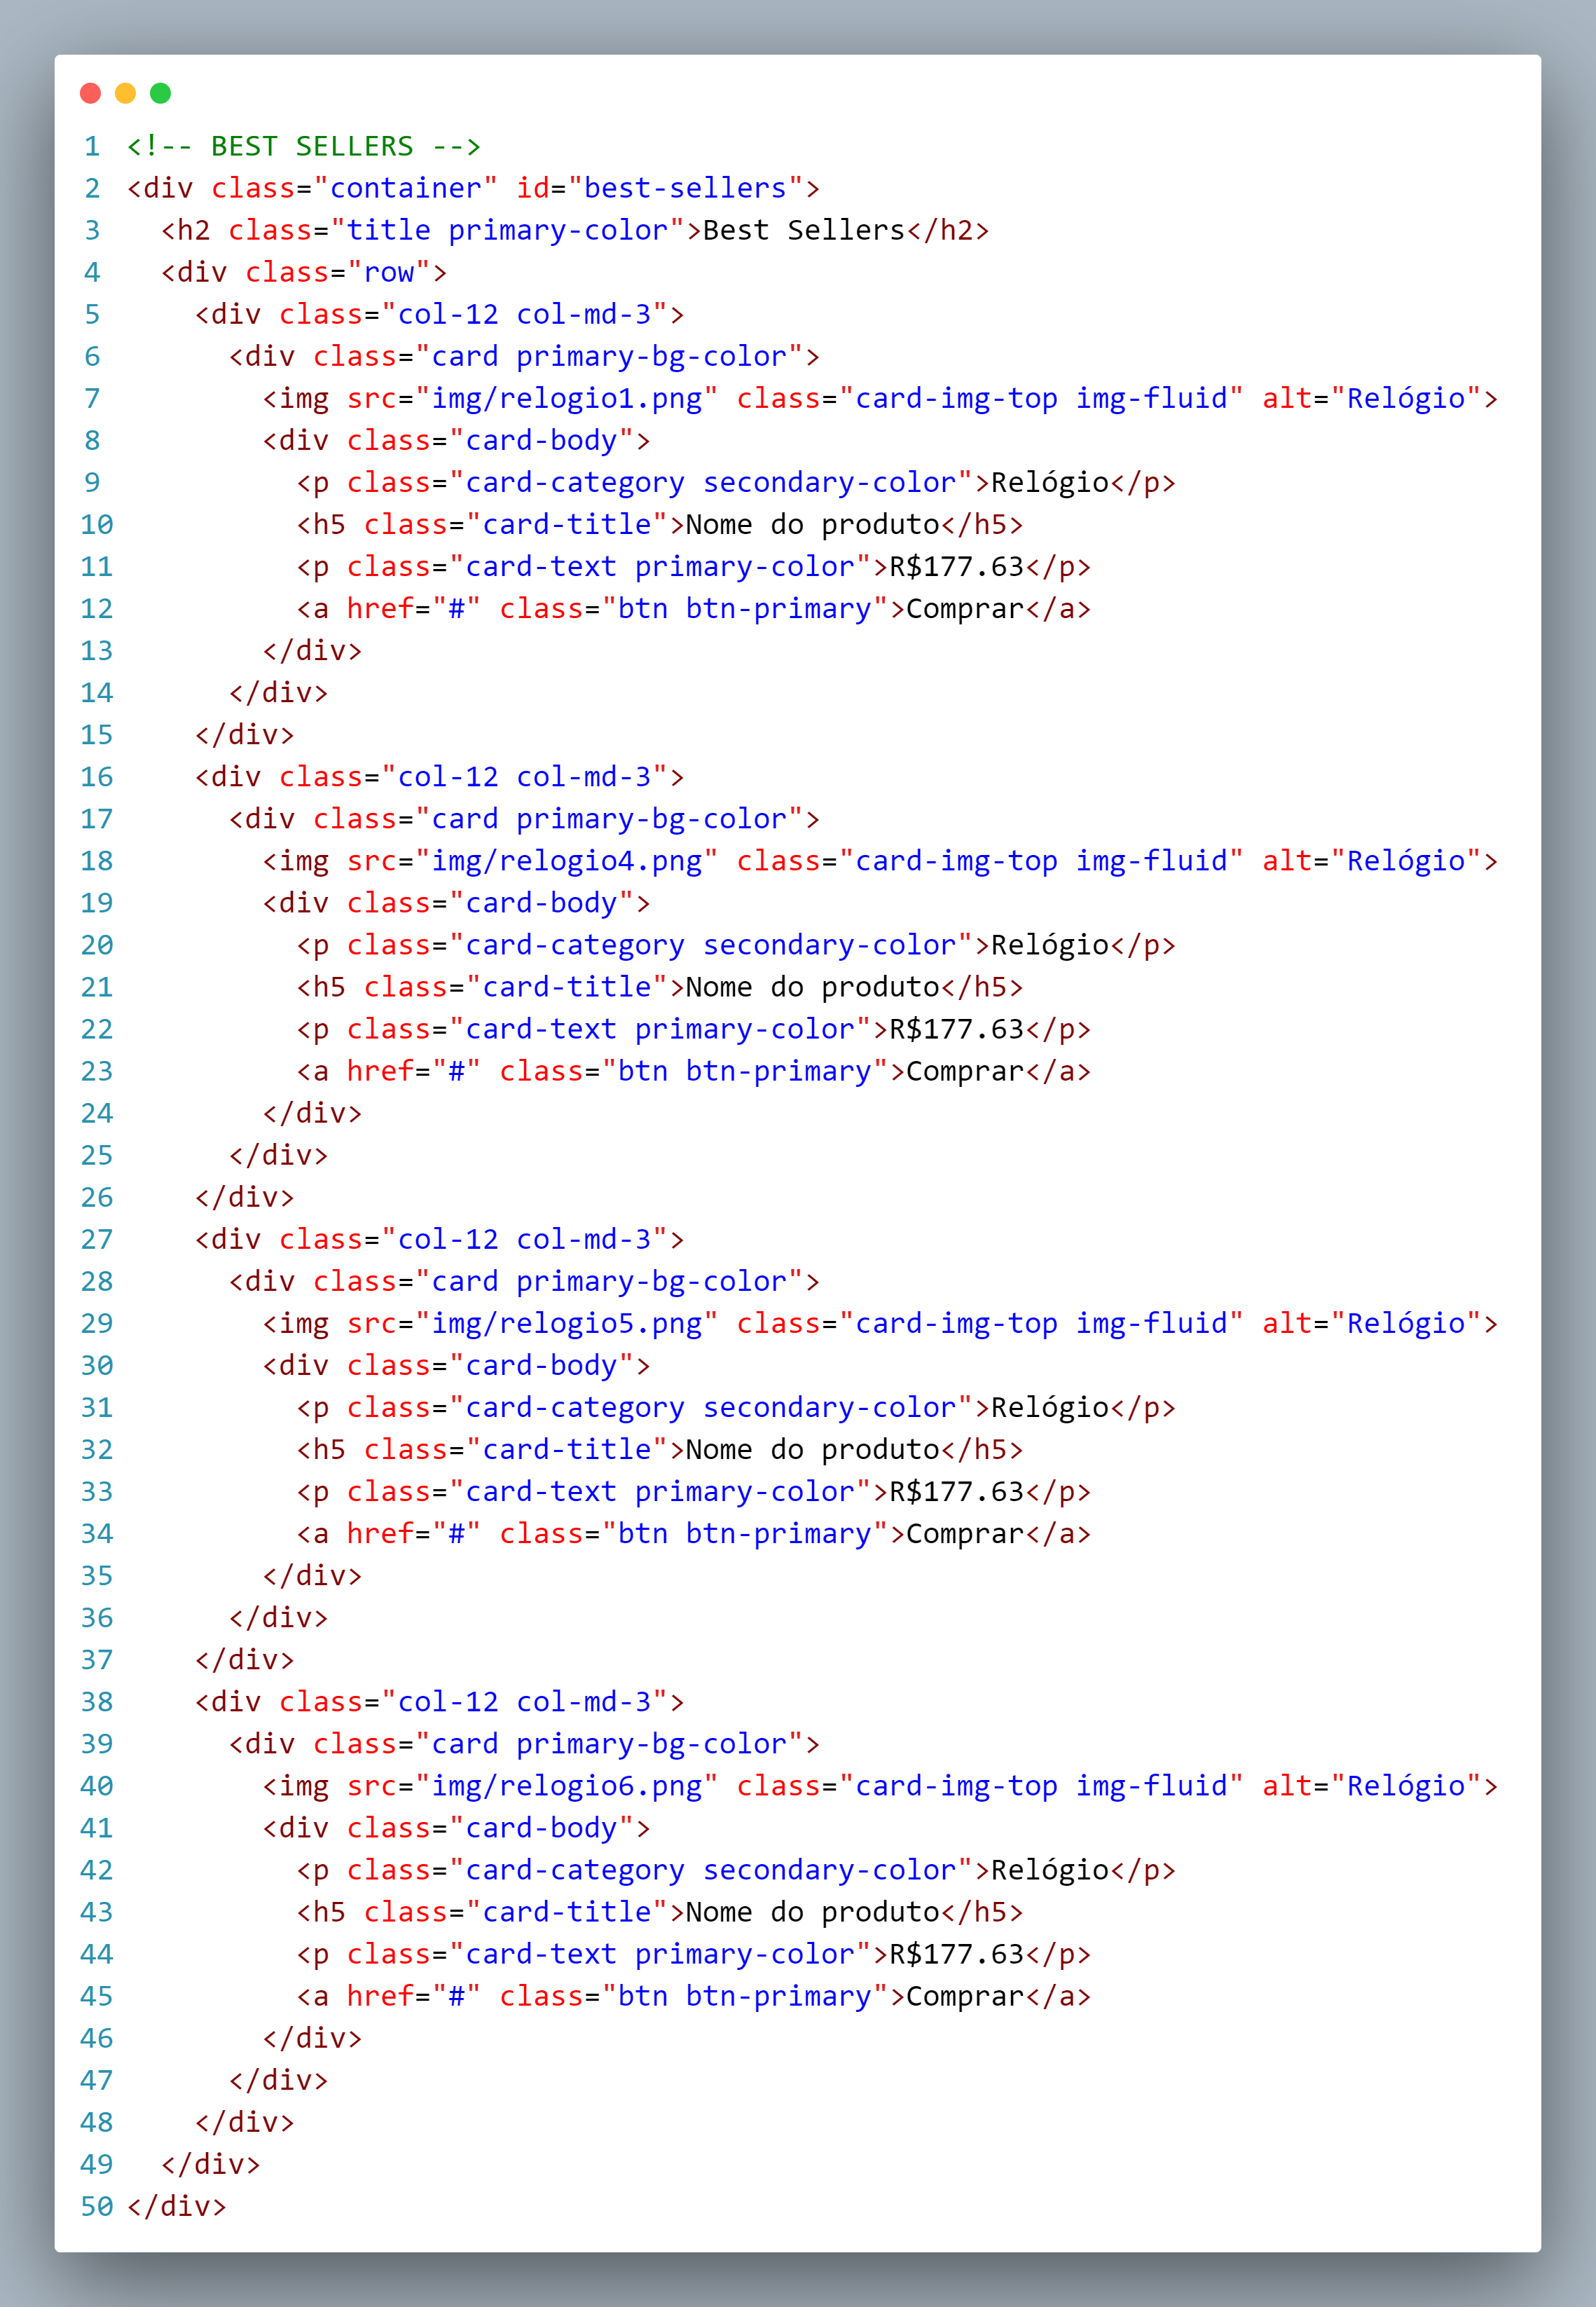 1 <!-- BEST SELLERS -->
2 <div class="container" id="best-sellers">
3   <h2 class="title primary-color">Best Sellers</h2>
4   <div class="row">
5     <div class="col-12 col-md-3">
6       <div class="card primary-bg-color">
7         <img src="img/relogio1.png" class="card-img-top img-fluid" alt="Relógio">
8         <div class="card-body">
9           <p class="card-category secondary-color">Relógio</p>
10           <h5 class="card-title">Nome do produto</h5>
11           <p class="card-text primary-color">R$177.63</p>
12           <a href="#" class="btn btn-primary">Comprar</a>
13         </div>
14       </div>
15     </div>
16     <div class="col-12 col-md-3">
17       <div class="card primary-bg-color">
18         <img src="img/relogio4.png" class="card-img-top img-fluid" alt="Relógio">
19         <div class="card-body">
20           <p class="card-category secondary-color">Relógio</p>
21           <h5 class="card-title">Nome do produto</h5>
22           <p class="card-text primary-color">R$177.63</p>
23           <a href="#" class="btn btn-primary">Comprar</a>
24         </div>
25       </div>
26     </div>
27     <div class="col-12 col-md-3">
28       <div class="card primary-bg-color">
29         <img src="img/relogio5.png" class="card-img-top img-fluid" alt="Relógio">
30         <div class="card-body">
31           <p class="card-category secondary-color">Relógio</p>
32           <h5 class="card-title">Nome do produto</h5>
33           <p class="card-text primary-color">R$177.63</p>
34           <a href="#" class="btn btn-primary">Comprar</a>
35         </div>
36       </div>
37     </div>
38     <div class="col-12 col-md-3">
39       <div class="card primary-bg-color">
40         <img src="img/relogio6.png" class="card-img-top img-fluid" alt="Relógio">
41         <div class="card-body">
42           <p class="card-category secondary-color">Relógio</p>
43           <h5 class="card-title">Nome do produto</h5>
44           <p class="card-text primary-color">R$177.63</p>
45           <a href="#" class="btn btn-primary">Comprar</a>
46         </div>
47       </div>
48     </div>
49   </div>
50 </div>